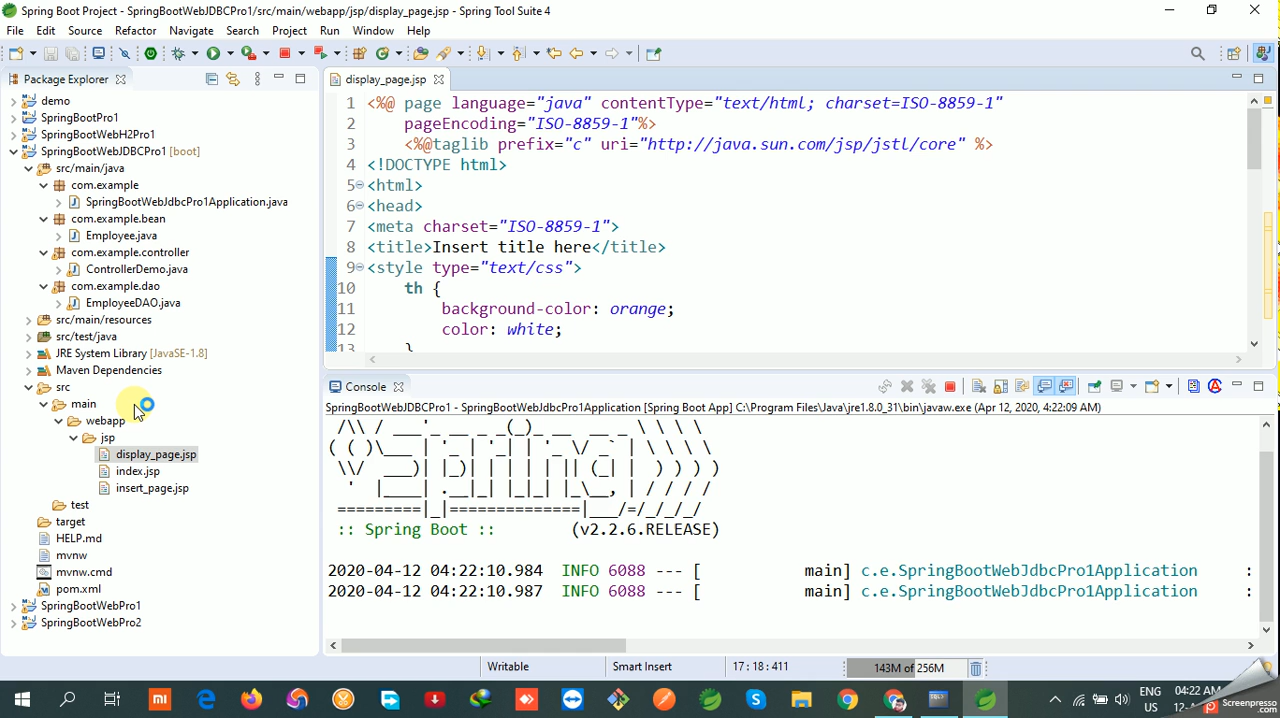 Spring Boot Project - SpringBootWebJDBCPro1/src/main/webapp/jsp/display_page.jsp - Spring Tool Suite 4
File Edit Source Refactor Navigate Search Project Run Window Help
Package Explorer
demo
SpringBootPro1
SpringBootWebH2Pro1
SpringBootWebJDBCPro1 [boot]
src/main/java
com.example
SpringBootWebJdbcPro1Application.java
com.example.bean
Employee.java
com.example.controller
ControllerDemo.java
com.example.dao
EmployeeDAO.java
src/main/resources
src/test/java
JRE System Library [JavaSE-1.8]
Maven Dependencies
src
main
webapp
jsp
display_page.jsp
index.jsp
insert_page.jsp
test
target
HELP.md
mvnw
mvnw.cmd
pom.xml
SpringBootWebPro1
SpringBootWebPro2
display_page.jsp
1 <%@ page language="java" contentType="text/html; charset=ISO-8859-1"
2 pageEncoding="ISO-8859-1"%>
3 <%@taglib prefix="c" uri="http://java.sun.com/jsp/jstl/core" %>
4 <!DOCTYPE html>
5 <html>
6 <head>
7 <meta charset="ISO-8859-1">
8 <title>Insert title here</title>
9 <style type="text/css">
10 th {
11 background-color: orange;
12 color: white;
13 }
Console
SpringBootWebJDBCPro1 - SpringBootWebJdbcPro1Application [Spring Boot App] C:\Program Files\Java\jre1.8.0_31\bin\javaw.exe (Apr 12, 2020, 4:22:09 AM)
:: Spring Boot :: (v2.2.6.RELEASE)
2020-04-12 04:22:10.984 INFO 6088 --- [ main] c.e.SpringBootWebJdbcPro1Application :
2020-04-12 04:22:10.987 INFO 6088 --- [ main] c.e.SpringBootWebJdbcPro1Application :
Writable Smart Insert 17 : 18 : 411 143M of 256M
ENG
US
04:22 AM
Screenpresso.com